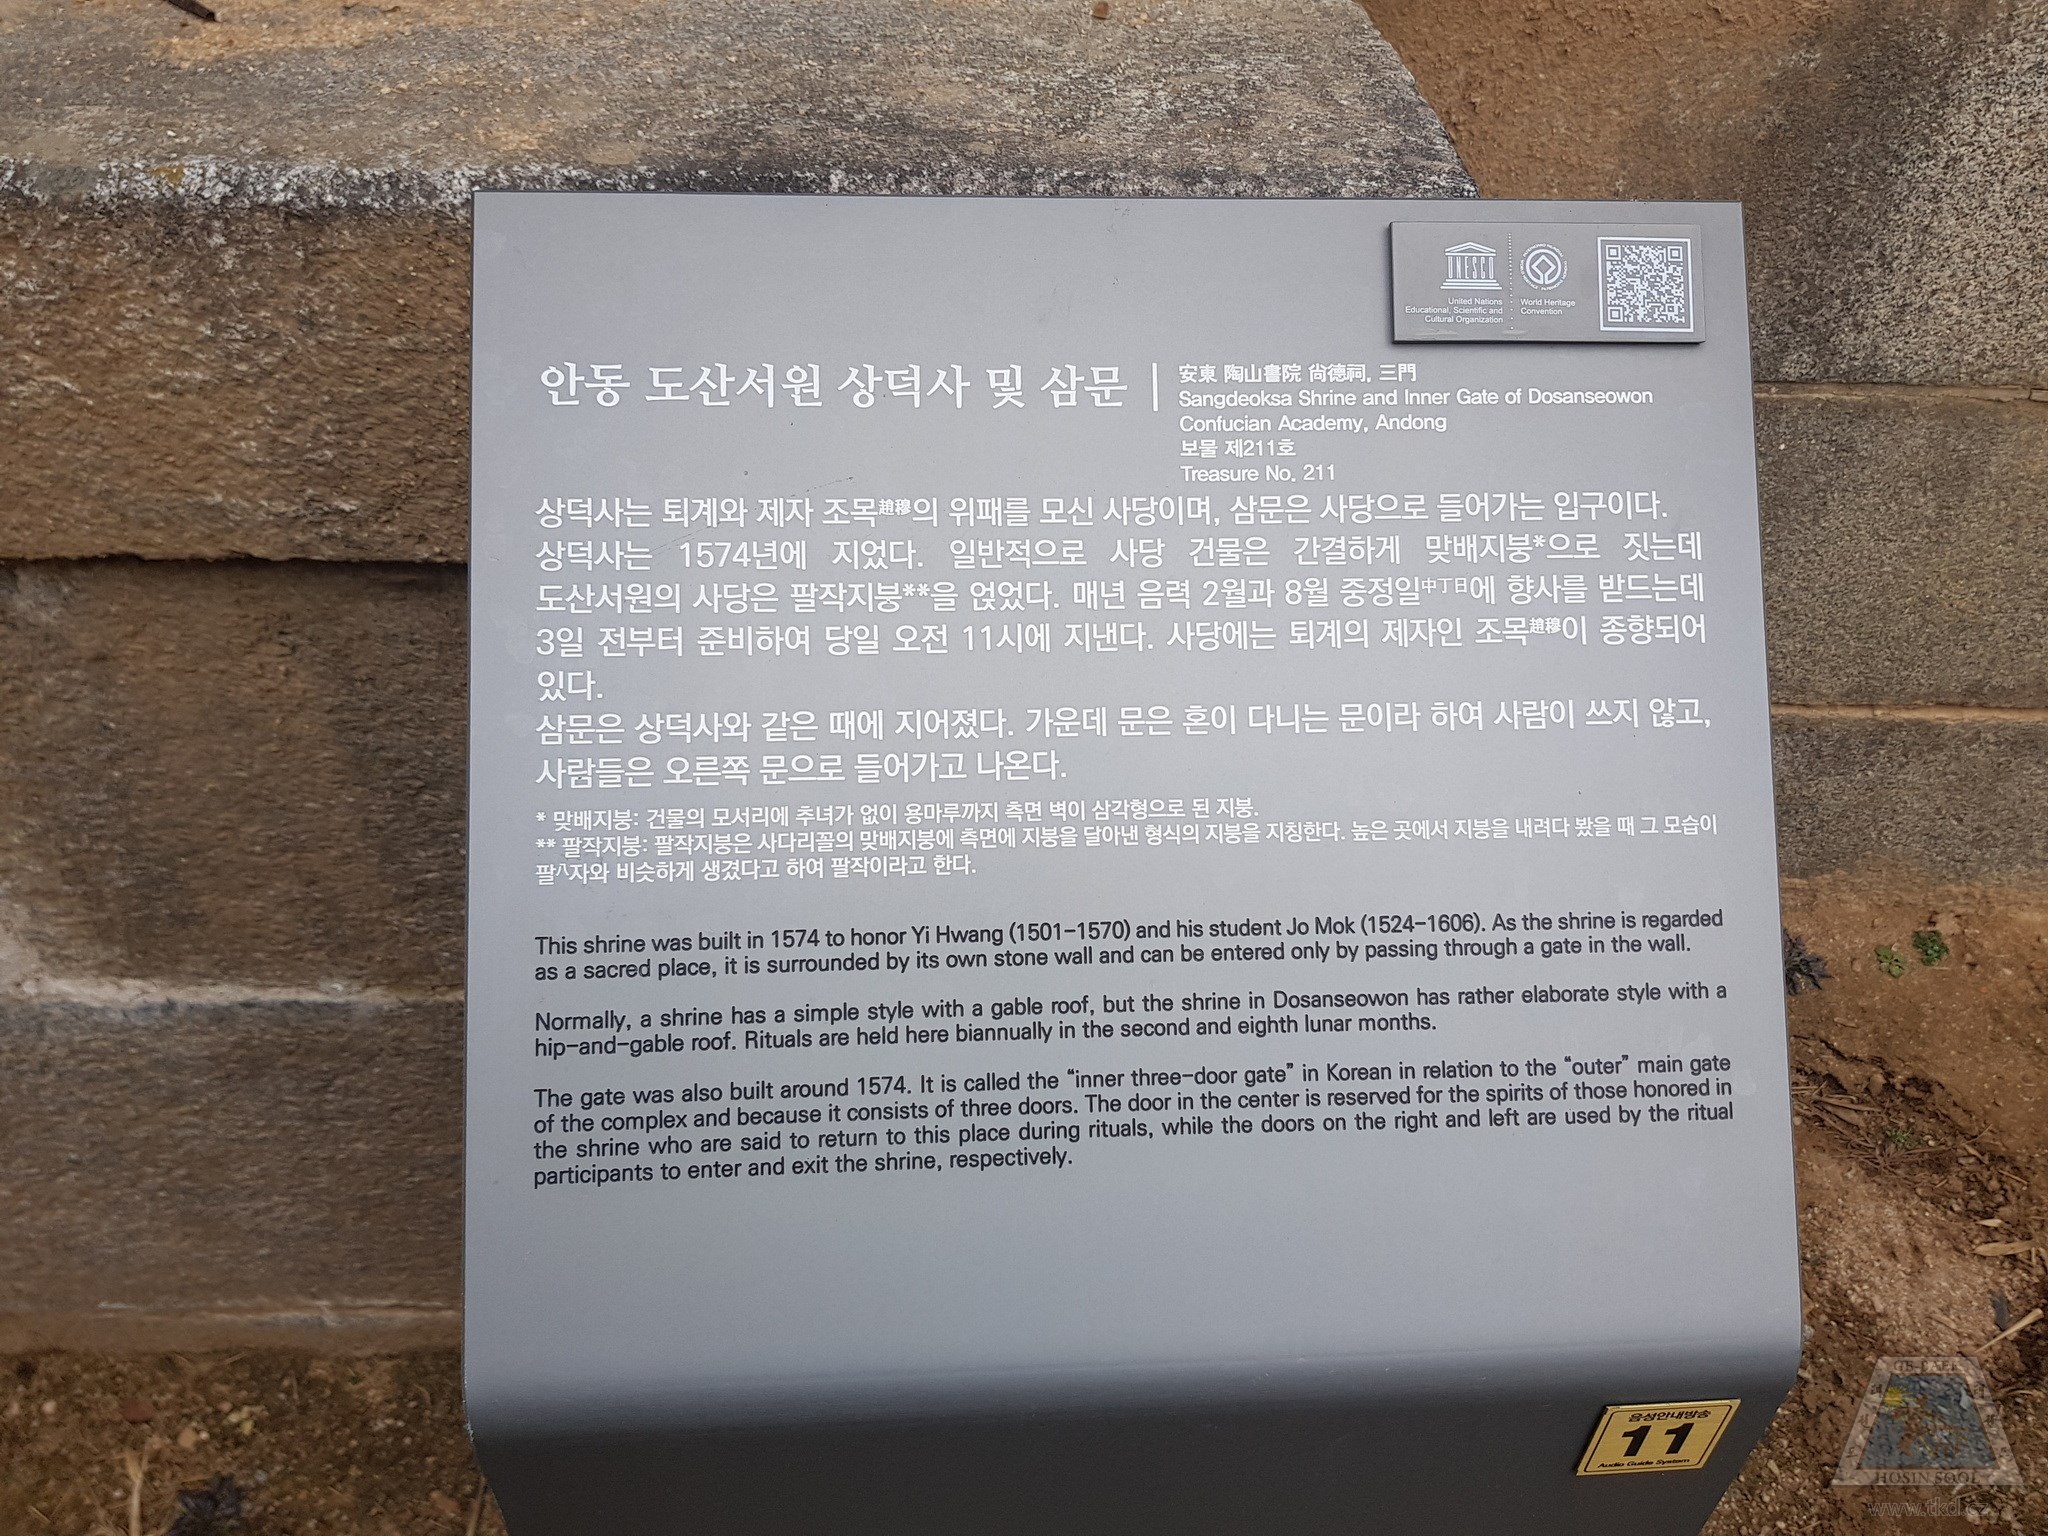 UNESCO
United Nations
Educational, Scientific and
Cultural Organization
World Heritage
Convention
안동 도산서원 상덕사 및 삼문
安東 陶山書院 尙德祠, 三門
Sangdeoksa Shrine and Inner Gate of Dosanseowon
Confucian Academy, Andong
보물 제211호
Treasure No. 211
상덕사는 퇴계와 제자 조목趙穆의 위패를 모신 사당이며, 삼문은 사당으로 들어가는 입구이다.
상덕사는 1574년에 지었다. 일반적으로 사당 건물은 간결하게 맞배지붕*으로 짓는데
도산서원의 사당은 팔작지붕**을 얹었다. 매년 음력 2월과 8월 중정일中丁日에 향사를 받드는데
3일 전부터 준비하여 당일 오전 11시에 지낸다. 사당에는 퇴계의 제자인 조목趙穆이 종향되어
있다.
삼문은 상덕사와 같은 때에 지어졌다. 가운데 문은 혼이 다니는 문이라 하여 사람이 쓰지 않고,
사람들은 오른쪽 문으로 들어가고 나온다.
* 맞배지붕: 건물의 모서리에 추녀가 없이 용마루까지 측면 벽이 삼각형으로 된 지붕.
** 팔작지붕: 팔작지붕은 사다리꼴의 맞배지붕에 측면에 지붕을 달아낸 형식의 지붕을 지칭한다. 높은 곳에서 지붕을 내려다 봤을 때 그 모습이
팔八자와 비슷하게 생겼다고 하여 팔작이라고 한다.
This shrine was built in 1574 to honor Yi Hwang (1501-1570) and his student Jo Mok (1524-1606). As the shrine is regarded
as a sacred place, it is surrounded by its own stone wall and can be entered only by passing through a gate in the wall.
Normally, a shrine has a simple style with a gable roof, but the shrine in Dosanseowon has rather elaborate style with a
hip-and-gable roof. Rituals are held here biannually in the second and eighth lunar months.
The gate was also built around 1574. It is called the “inner three-door gate” in Korean in relation to the “outer” main gate
of the complex and because it consists of three doors. The door in the center is reserved for the spirits of those honored in
the shrine who are said to return to this place during rituals, while the doors on the right and left are used by the ritual
participants to enter and exit the shrine, respectively.
음성안내방송
11
Audio Guide System
HOSIN SOOL
www.tkd.cz